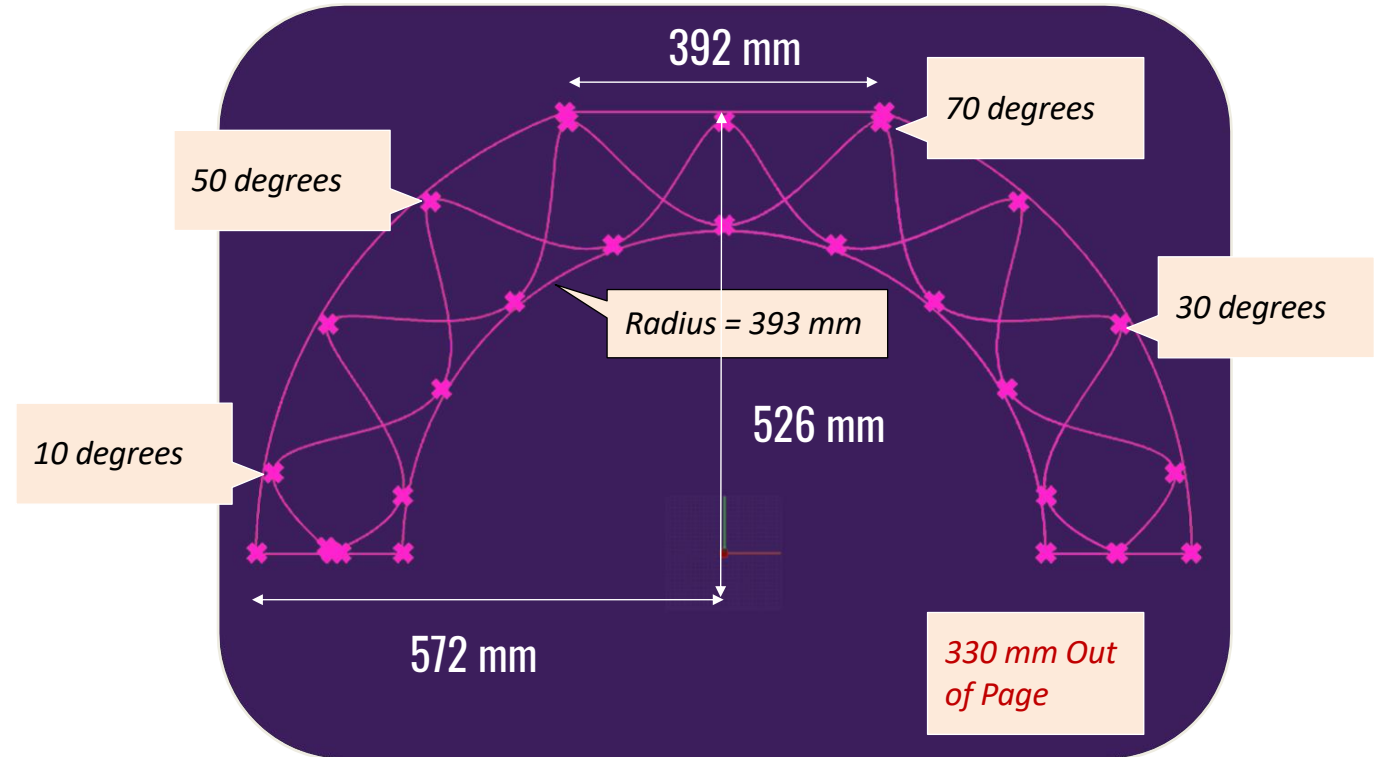 392 mm
70 degrees
50 degrees
30 degrees
Radius = 393 mm
526 mm
10 degrees
572 mm
330 mm Out
of Page